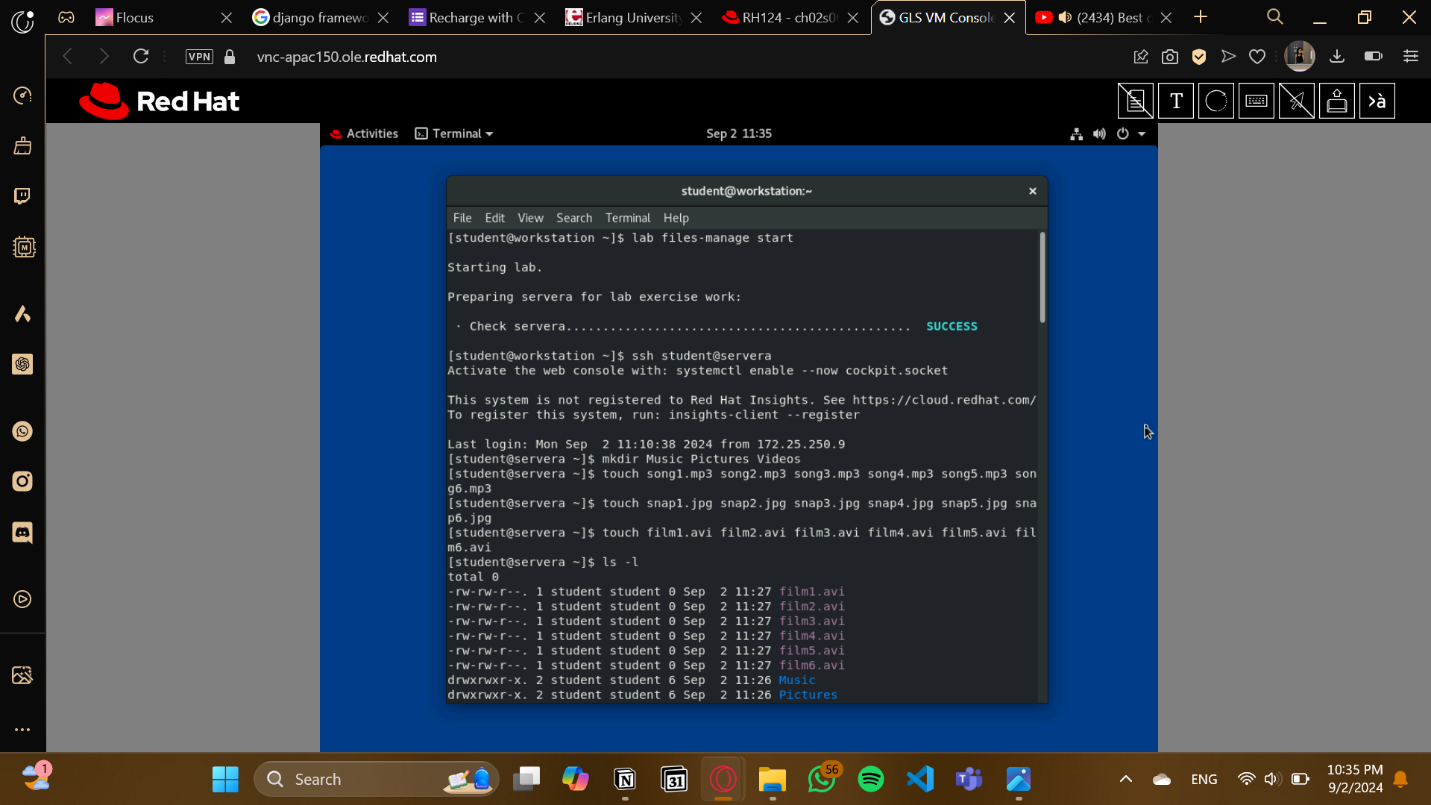 Flocus
django framewo
Recharge with C
Erlang University
RH124 - ch02s0
GLS VM Console
(2434) Best c
VPN
vnc-apac150.ole.redhat.com
Red Hat
T
>à
Activities
Terminal
Sep 2 11:35
student@workstation:~
File Edit View Search Terminal Help
[student@workstation ~]$ lab files-manage start
Starting lab.
Preparing servera for lab exercise work:
· Check servera............................................... SUCCESS
[student@workstation ~]$ ssh student@servera
Activate the web console with: systemctl enable --now cockpit.socket
This system is not registered to Red Hat Insights. See https://cloud.redhat.com/
To register this system, run: insights-client --register
Last login: Mon Sep  2 11:10:38 2024 from 172.25.250.9
[student@servera ~]$ mkdir Music Pictures Videos
[student@servera ~]$ touch song1.mp3 song2.mp3 song3.mp3 song4.mp3 song5.mp3 son
g6.mp3
[student@servera ~]$ touch snap1.jpg snap2.jpg snap3.jpg snap4.jpg snap5.jpg sna
p6.jpg
[student@servera ~]$ touch film1.avi film2.avi film3.avi film4.avi film5.avi fil
m6.avi
[student@servera ~]$ ls -l
total 0
-rw-rw-r--. 1 student student 0 Sep  2 11:27 film1.avi
-rw-rw-r--. 1 student student 0 Sep  2 11:27 film2.avi
-rw-rw-r--. 1 student student 0 Sep  2 11:27 film3.avi
-rw-rw-r--. 1 student student 0 Sep  2 11:27 film4.avi
-rw-rw-r--. 1 student student 0 Sep  2 11:27 film5.avi
-rw-rw-r--. 1 student student 0 Sep  2 11:27 film6.avi
drwxrwxr-x. 2 student student 6 Sep  2 11:26 Music
drwxrwxr-x. 2 student student 6 Sep  2 11:26 Pictures
1
Search
31
56
ENG
10:35 PM
9/2/2024